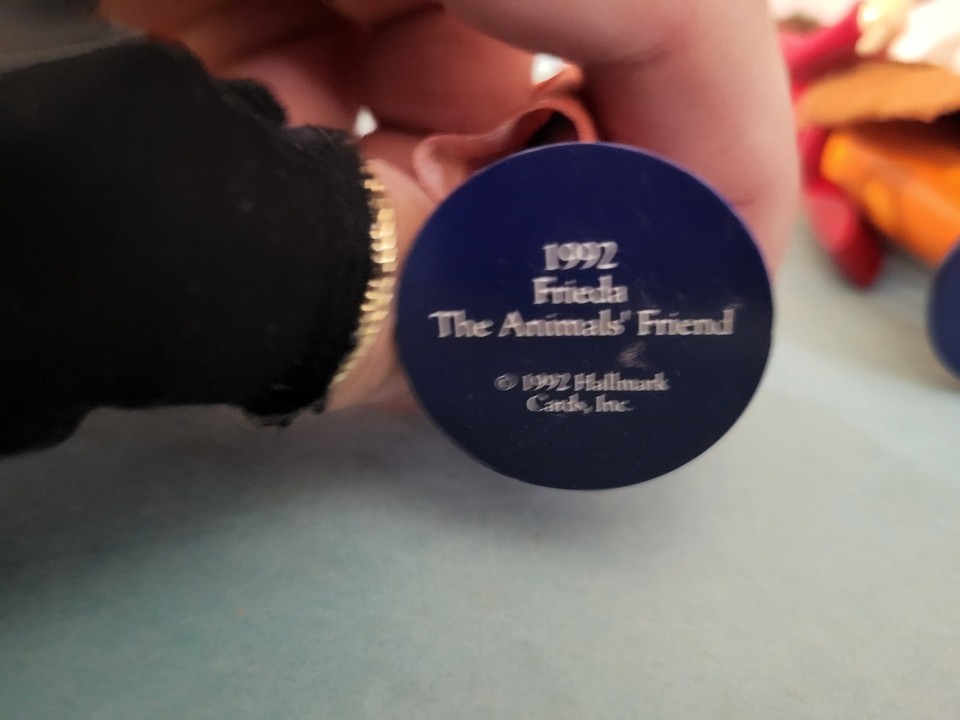 1992
Frieda
The Animals' Friend
© 1992 Hallmark
Cards, Inc.